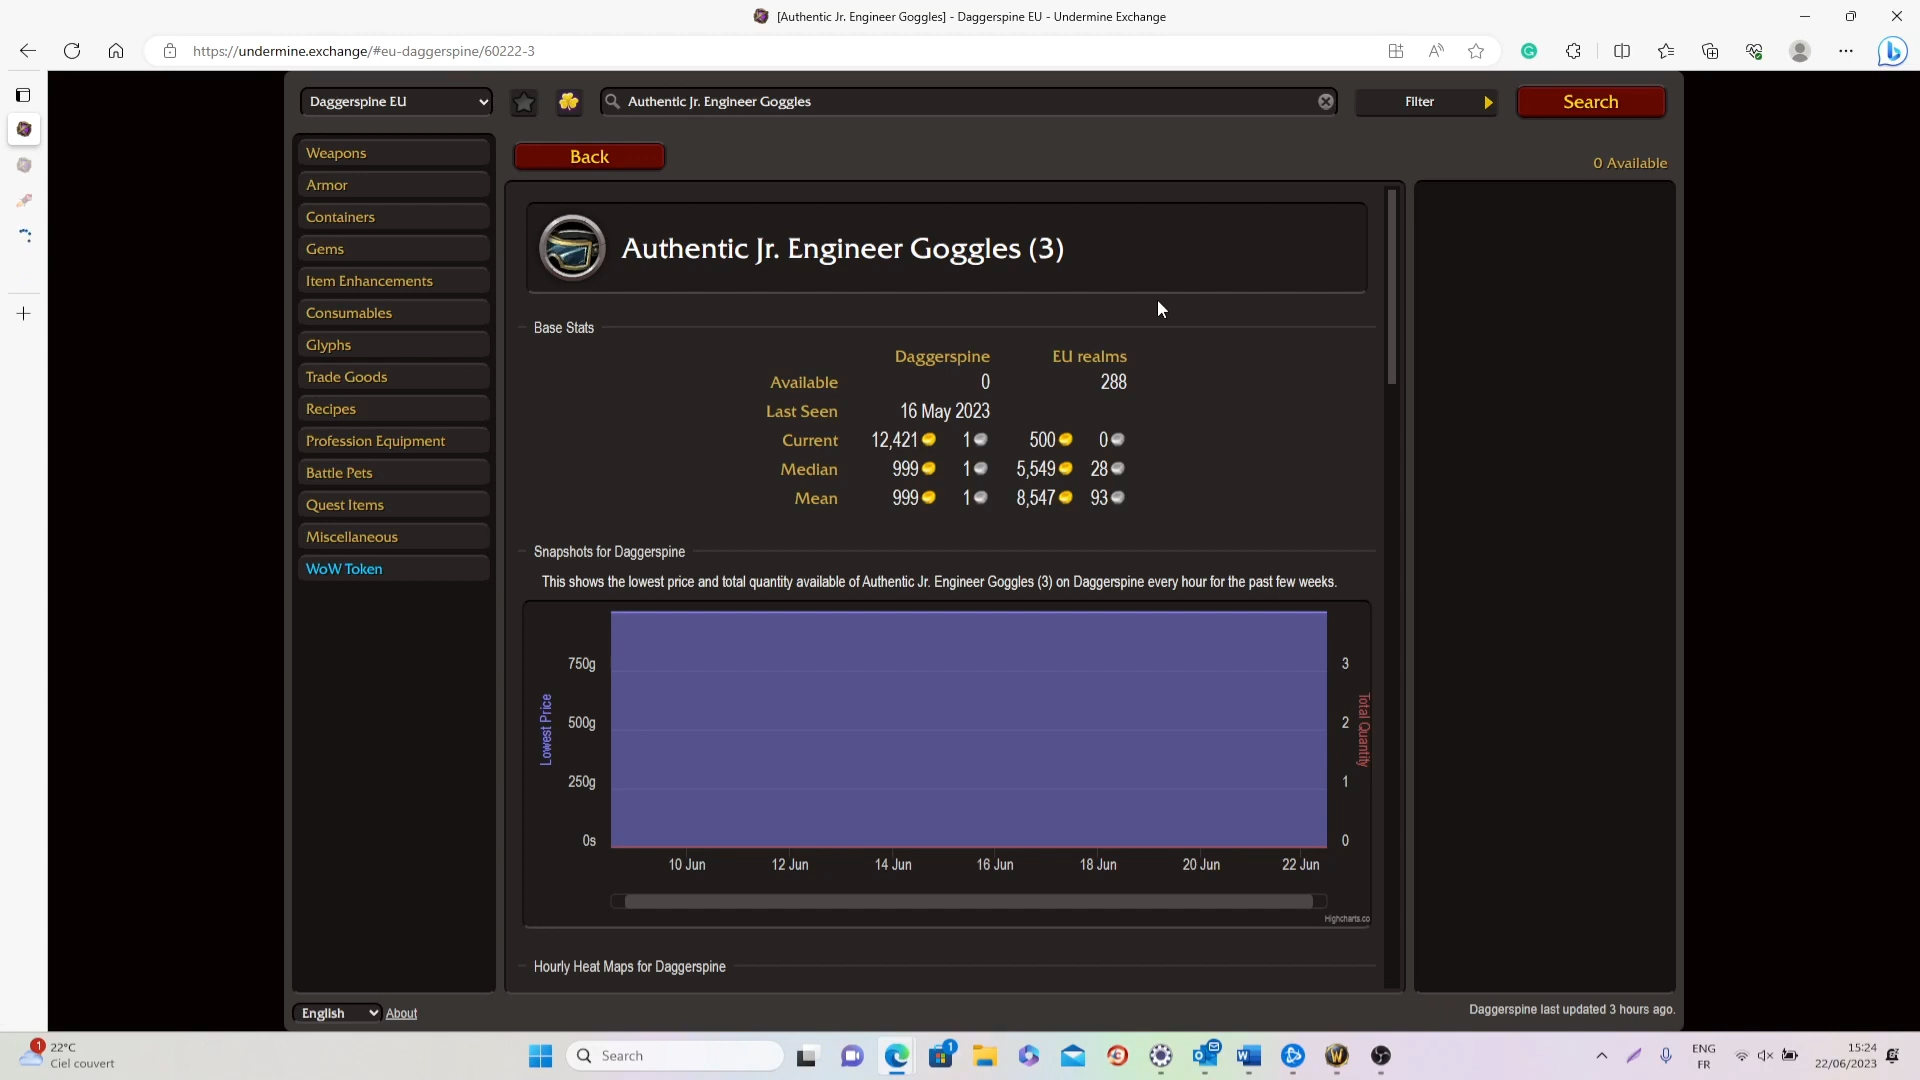 [Authentic Jr. Engineer Goggles] - Daggerspine EU - Undermine Exchange
https://undermine.exchange/#eu-daggerspine/60222-3
Daggerspine EU
Authentic Jr. Engineer Goggles
Filter
Search
Back
0 Available
Weapons
Armor
Containers
Gems
Item Enhancements
Consumables
Glyphs
Trade Goods
Recipes
Profession Equipment
Battle Pets
Quest Items
Miscellaneous
WoW Token
Authentic Jr. Engineer Goggles (3)
Base Stats
Daggerspine EU realms
Available 0 288
Last Seen 16 May 2023
Current 12,421 1 500 0
Median 999 1 5,549 28
Mean 999 1 8,547 93
Snapshots for Daggerspine
This shows the lowest price and total quantity available of Authentic Jr. Engineer Goggles (3) on Daggerspine every hour for the past few weeks.
Lowest Price
750g
500g
250g
0s
3
2
1
0
Total Quantity
10 Jun 12 Jun 14 Jun 16 Jun 18 Jun 20 Jun 22 Jun
Highcharts.co
Hourly Heat Maps for Daggerspine
English About
Daggerspine last updated 3 hours ago.
1
22°C
Ciel couvert
Search
1
ENG
FR
15:24
22/06/2023